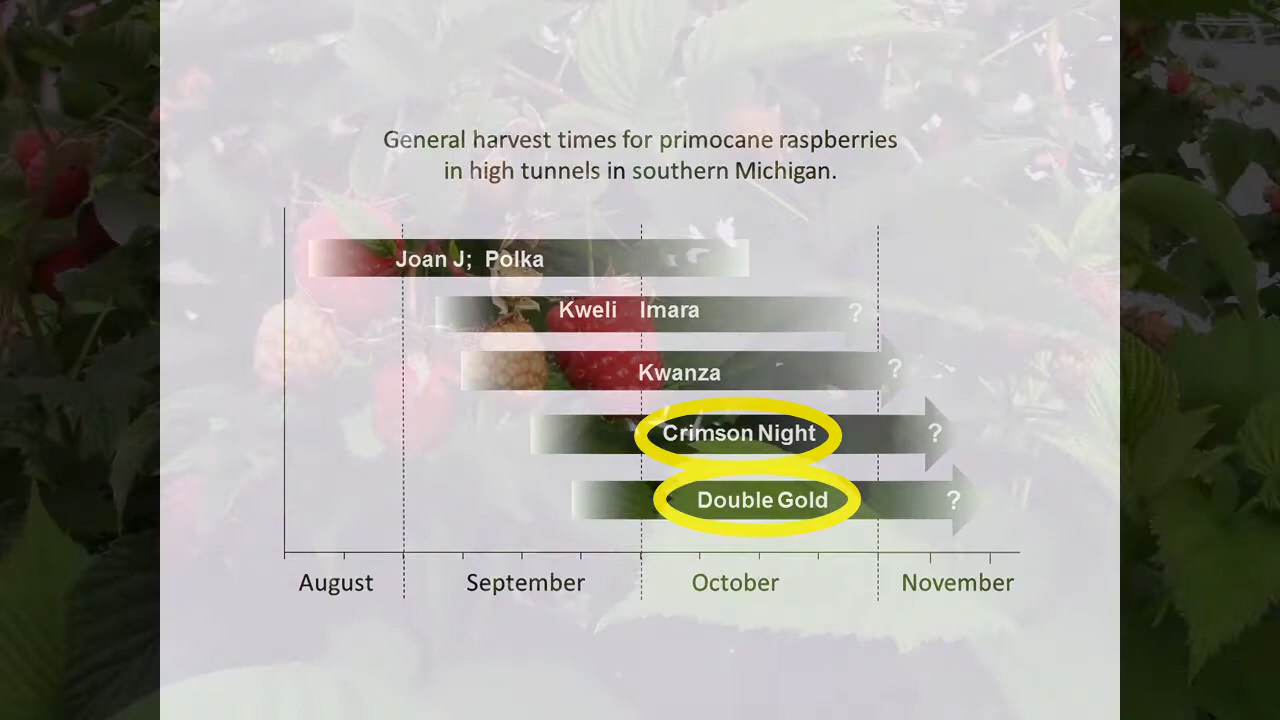 General harvest times for primocane raspberries
in high tunnels in southern Michigan.
Joan J; Polka
Kweli Imara ?
Kwanza ?
Crimson Night ?
Double Gold ?
August September October November